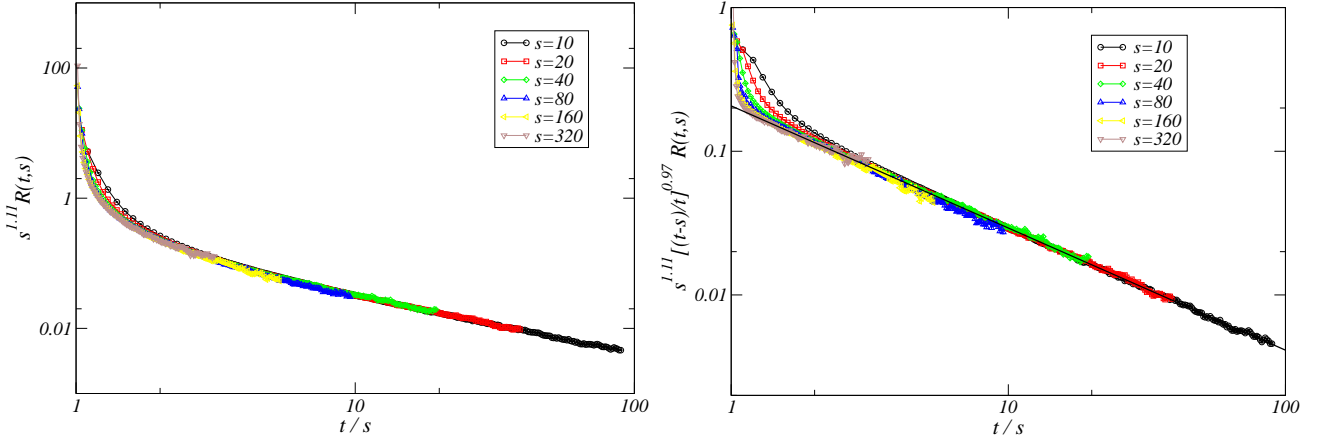 s=10
s=20
s=40
s=80
s=160
s=320
100
1
0.01
s^1.11 R(t,s)
1
10
100
t / s
s=10
s=20
s=40
s=80
s=160
s=320
1
0.1
0.01
s^1.11 [(t-s)/t]^0.97 R(t,s)
1
10
100
t / s